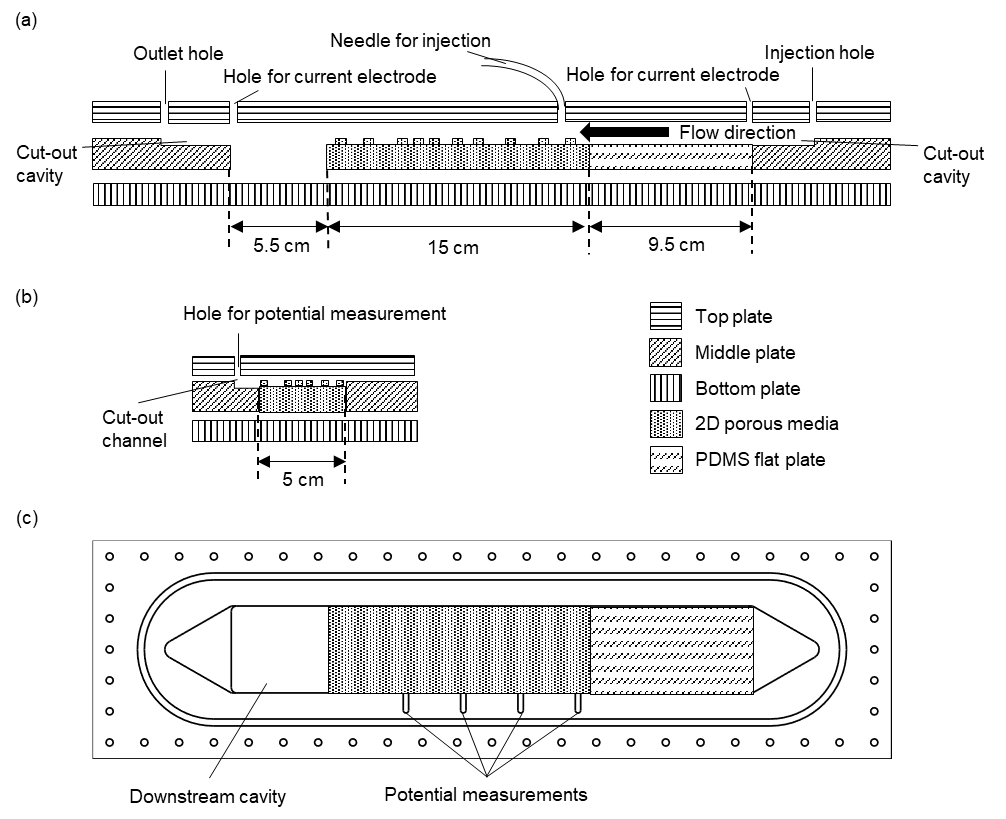 (a)
Needle for injection
Outlet hole
Injection hole
Hole for current electrode
Hole for current electrode
Flow direction
Cut-out
cavity
Cut-out
cavity
5.5 cm
15 cm
9.5 cm
(b)
Hole for potential measurement
Cut-out
channel
5 cm
Top plate
Middle plate
Bottom plate
2D porous media
PDMS flat plate
(c)
Downstream cavity
Potential measurements